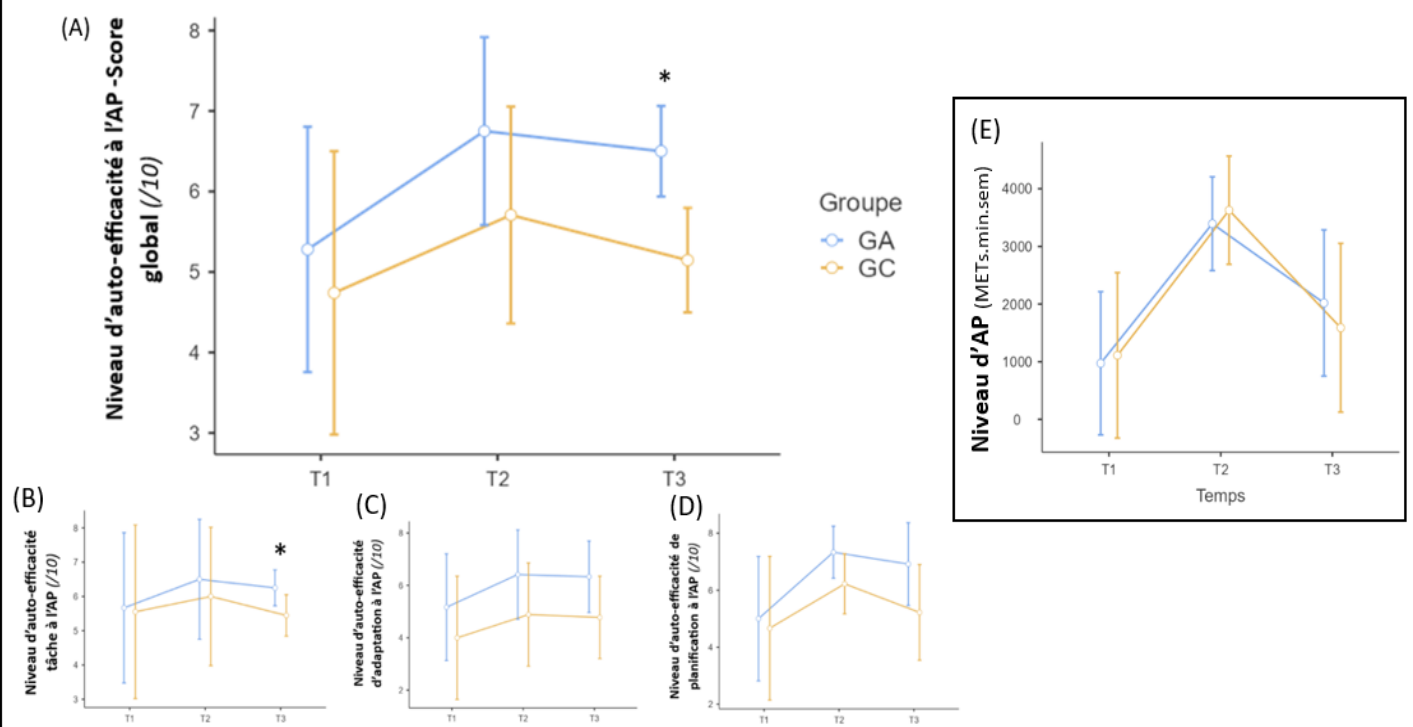 (A)
Niveau d'auto-efficacité à l'AP -Score
global (/10)
8
7
6
5
4
3
*
T1
T2
T3
Groupe
GA
GC
(E)
Niveau d'AP (METs.min.sem)
4000
3000
2000
1000
0
T1
T2
T3
Temps
(B)
Niveau d'auto-efficacité
tâche à l'AP (/10)
8
7
6
5
4
3
*
T1
T2
T3
(C)
Niveau d'auto-efficacité
d'adaptation à l'AP (/10)
8
6
4
2
T1
T2
T3
(D)
Niveau d'auto-efficacité de
planification à l'AP (/10)
8
6
4
2
T1
T2
T3